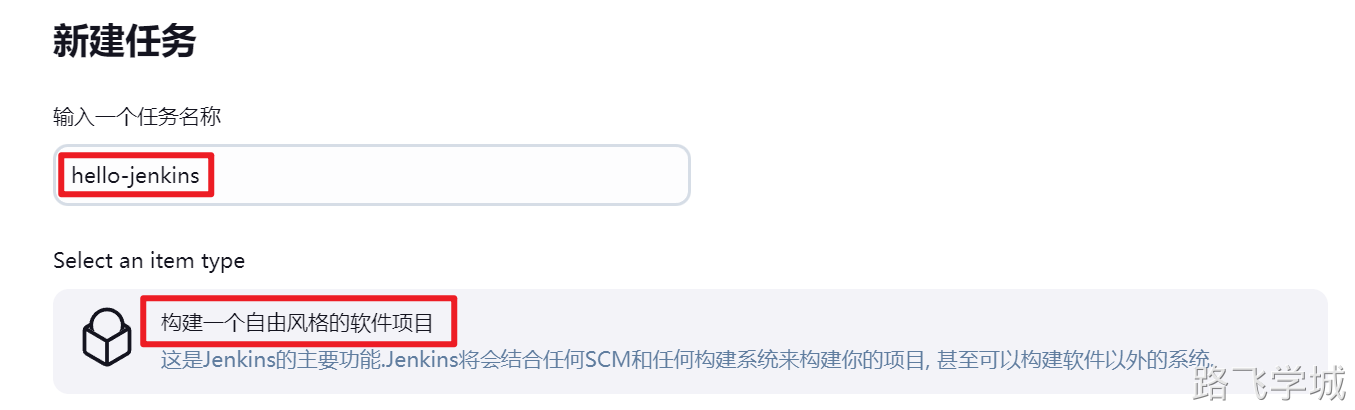 新建任务
输入一个任务名称
hello-jenkins
Select an item type
构建一个自由风格的软件项目
这是Jenkins的主要功能.Jenkins将会结合任何SCM和任何构建系统来构建你的项目, 甚至可以构建软件以外的系统.
路飞学城